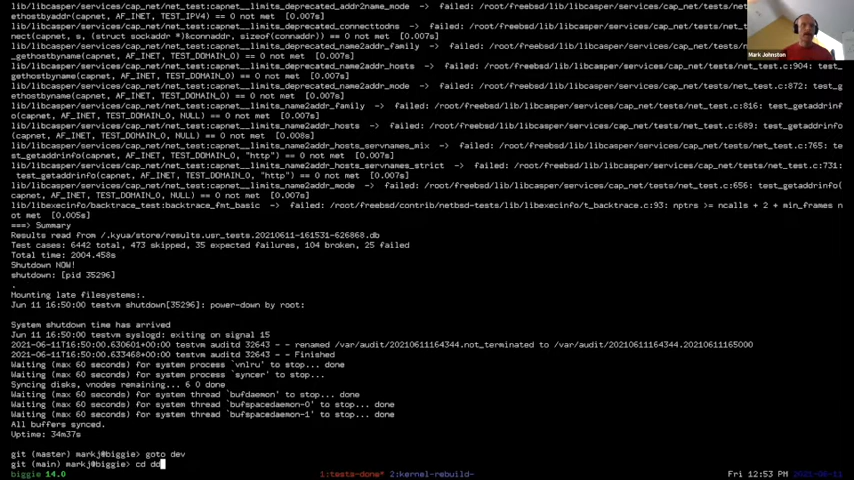 lib/libcasper/services/cap_net/net_test:capnet__limits_deprecated_addr2name_mode  ->  failed: /root/freebsd/lib/libcasper/services/cap_net/tests/net_te
ethostbyaddr(capnet, AF_INET, TEST_IPV4) == 0 not met  [0.007s]
lib/libcasper/services/cap_net/net_test:capnet__limits_deprecated_connecttodns  ->  failed: /root/freebsd/lib/libcasper/services/cap_net/tests/net_test
nect(capnet, s, (struct sockaddr *)&connaddr, sizeof(connaddr)) == 0 not met  [0.007s]
lib/libcasper/services/cap_net/net_test:capnet__limits_deprecated_name2addr_family  ->  failed: /root/freebsd/lib/libcasper/services/cap_net/tests/net_
_gethostbyname(capnet, AF_INET, TEST_DOMAIN_0) == 0 not met  [0.007s]
Mark Johnston
lib/libcasper/services/cap_net/net_test:capnet__limits_deprecated_name2addr_hosts  ->  failed: /root/freebsd/lib/libcasper/services/cap_net/tests/net_test.c:904: tes
t_gethostbyname(capnet, AF_INET, TEST_DOMAIN_0) == 0 not met  [0.007s]
lib/libcasper/services/cap_net/net_test:capnet__limits_deprecated_name2addr_mode  ->  failed: /root/freebsd/lib/libcasper/services/cap_net/tests/net_test.c:872: test_g
ethostbyname(capnet, AF_INET, TEST_DOMAIN_0) == 0 not met  [0.007s]
lib/libcasper/services/cap_net/net_test:capnet__limits_name2addr_family  ->  failed: /root/freebsd/lib/libcasper/services/cap_net/tests/net_test.c:816: test_getaddrinf
o(capnet, AF_INET, TEST_DOMAIN_0, NULL) == 0 not met  [0.007s]
lib/libcasper/services/cap_net/net_test:capnet__limits_name2addr_hosts  ->  failed: /root/freebsd/lib/libcasper/services/cap_net/tests/net_test.c:689: test_getaddrinfo
(capnet, AF_INET, TEST_DOMAIN_0, NULL) == 0 not met  [0.008s]
lib/libcasper/services/cap_net/net_test:capnet__limits_name2addr_hosts_servnames_mix  ->  failed: /root/freebsd/lib/libcasper/services/cap_net/tests/net_test.c:765: te
st_getaddrinfo(capnet, AF_INET, TEST_DOMAIN_0, "http") == 0 not met  [0.007s]
lib/libcasper/services/cap_net/net_test:capnet__limits_name2addr_hosts_servnames_strict  ->  failed: /root/freebsd/lib/libcasper/services/cap_net/tests/net_test.c:731:
 test_getaddrinfo(capnet, AF_INET, TEST_DOMAIN_0, "http") == 0 not met  [0.007s]
lib/libcasper/services/cap_net/net_test:capnet__limits_name2addr_mode  ->  failed: /root/freebsd/lib/libcasper/services/cap_net/tests/net_test.c:656: test_getaddrinfo(
capnet, AF_INET, TEST_DOMAIN_0, NULL) == 0 not met  [0.007s]
lib/libexecinfo/backtrace_test:backtrace_fmt_basic  ->  failed: /root/freebsd/contrib/netbsd-tests/lib/libexecinfo/t_backtrace.c:93: nptrs >= ncalls + 2 + min_frames n
ot met  [0.005s]
===> Summary
Results read from /.kyua/store/results.usr_tests.20210611-161531-626868.db
Test cases: 6442 total, 473 skipped, 35 expected failures, 104 broken, 25 failed
Total time: 2004.458s
Shutdown NOW!
shutdown: [pid 35296]
.
Mounting late filesystems:.
Jun 11 16:50:00 testvm shutdown[35296]: power-down by root:
System shutdown time has arrived
Jun 11 16:50:00 testvm syslogd: exiting on signal 15
2021-06-11T16:50:00.630601+00:00 testvm auditd 32643 - - renamed /var/audit/20210611164344.not_terminated to /var/audit/20210611164344.20210611165000
2021-06-11T16:50:00.633468+00:00 testvm auditd 32643 - - Finished
Waiting (max 60 seconds) for system process `vnlru' to stop... done
Waiting (max 60 seconds) for system process `syncer' to stop...
Syncing disks, vnodes remaining... 6 0 done
Waiting (max 60 seconds) for system thread `bufdaemon' to stop... done
Waiting (max 60 seconds) for system thread `bufspacedaemon-0' to stop... done
Waiting (max 60 seconds) for system thread `bufspacedaemon-1' to stop... done
All buffers synced.
Uptime: 34m37s
git (master) markj@biggie> goto dev
git (main) markj@biggie> cd dd
biggie 14.0 1:tests-done* 2:kernel-rebuild- Fri 12:53 PM 2021-06-11